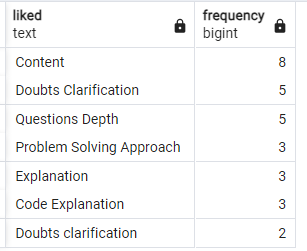 liked frequency
text bigint
Content 8
Doubts Clarification 5
Questions Depth 5
Problem Solving Approach 3
Explanation 3
Code Explanation 3
Doubts clarification 2